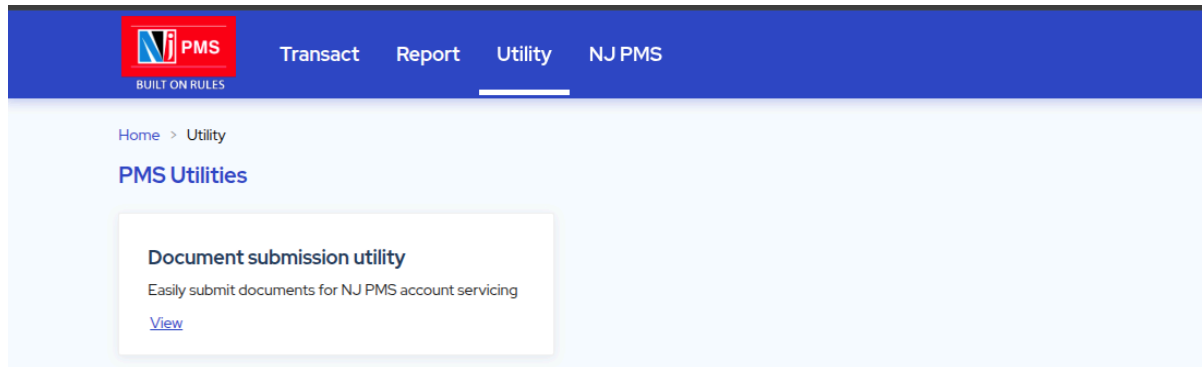 NJ PMS
BUILT ON RULES
Transact Report Utility NJ PMS
Home > Utility
PMS Utilities
Document submission utility
Easily submit documents for NJ PMS account servicing
View